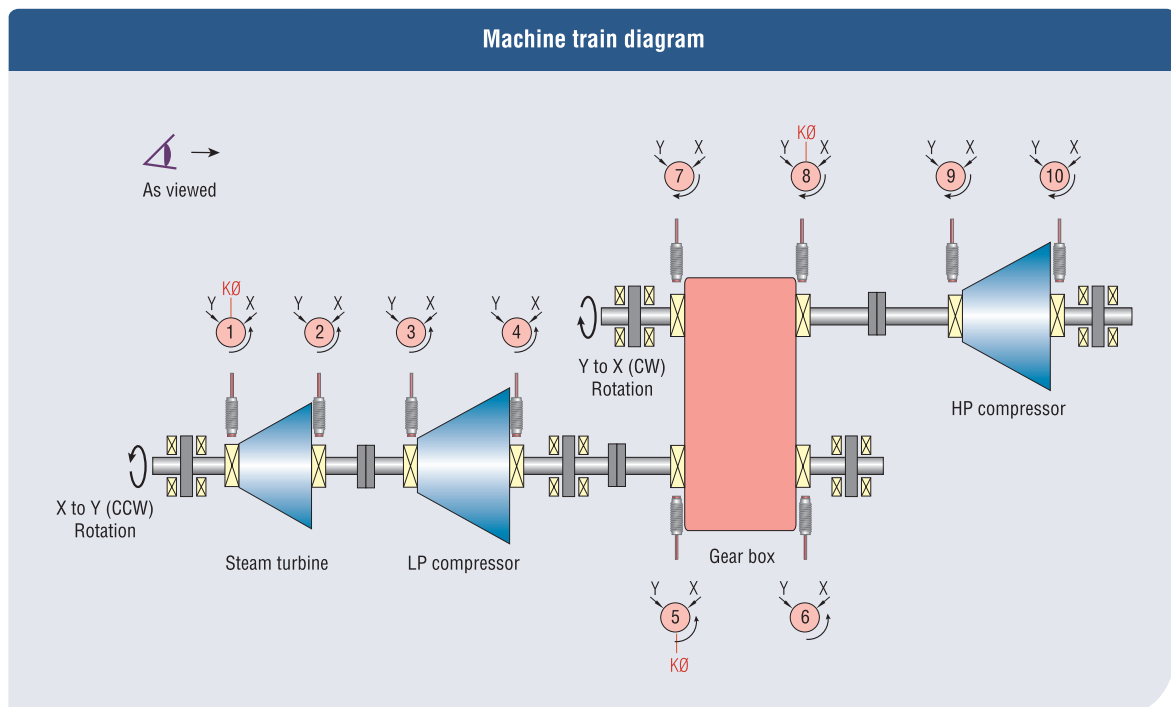 Machine train diagram
As viewed
KØ
Y X Y X Y X Y X
7 8 9 10
KØ
Y X Y X Y X Y X
1 2 3 4
Y to X (CW)
Rotation
HP compressor
X to Y (CCW)
Rotation
Steam turbine
LP compressor
Gear box
Y X Y X
5 6
KØ